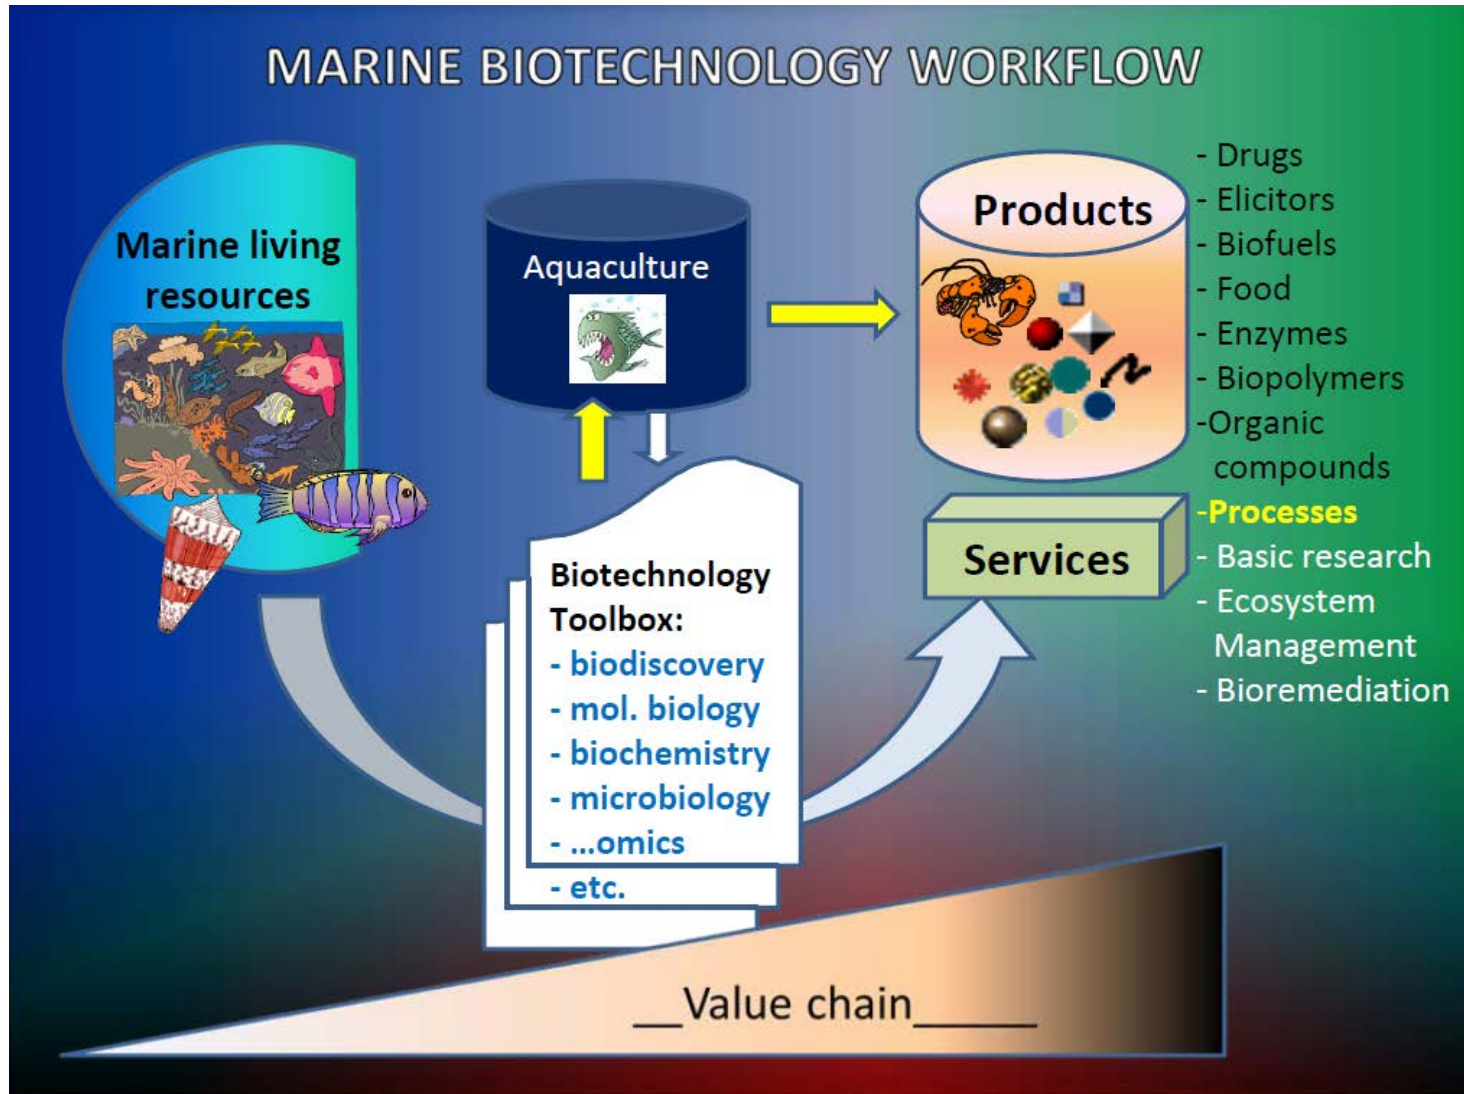 MARINE BIOTECHNOLOGY WORKFLOW
Marine living
resources
Aquaculture
Biotechnology
Toolbox:
- biodiscovery
- mol. biology
- biochemistry
- microbiology
- ...omics
- etc.
Products
Services
- Drugs
- Elicitors
- Biofuels
- Food
- Enzymes
- Biopolymers
-Organic
compounds
-Processes
- Basic research
- Ecosystem
Management
- Bioremediation
__Value chain_____